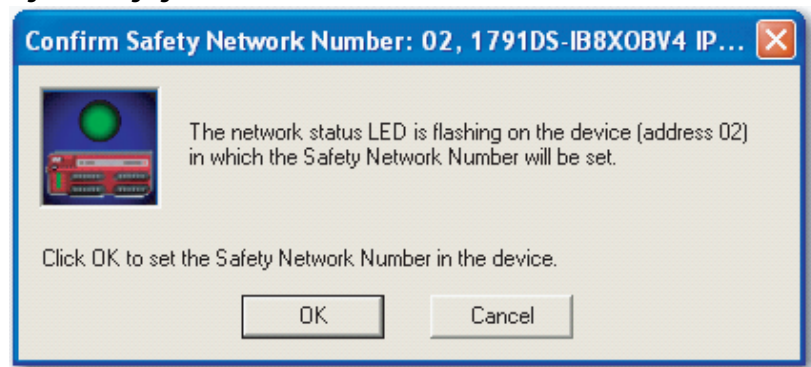 Confirm Safety Network Number: 02, 1791DS-IB8XOBV4 IP...
The network status LED is flashing on the device (address 02)
in which the Safety Network Number will be set.
Click OK to set the Safety Network Number in the device.
OK
Cancel